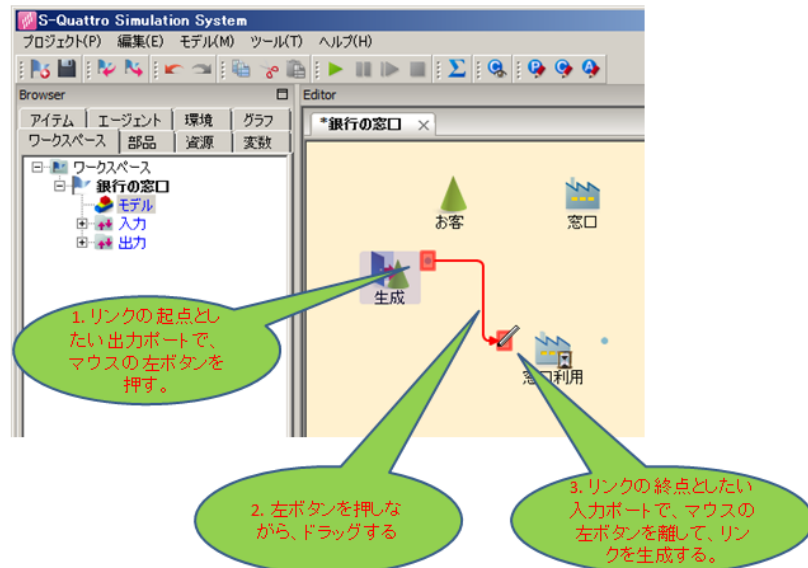 S-Quattro Simulation System
プロジェクト(P) 編集(E) モデル(M) ツール(T) ヘルプ(H)
Browser
Editor
アイテム エージェント 環境 グラフ
ワークスペース 部品 資源 変数
*銀行の窓口
ワークスペース
銀行の窓口
モデル
入力
出力
お客
窓口
生成
窓口利用
1. リンクの起点とし
たい出力ポートで、
マウスの左ボタンを
押す。
2. 左ボタンを押しな
がら、ドラッグする
3. リンクの終点としたい
入力ポートで、マウスの
左ボタンを離して、リン
クを生成する。